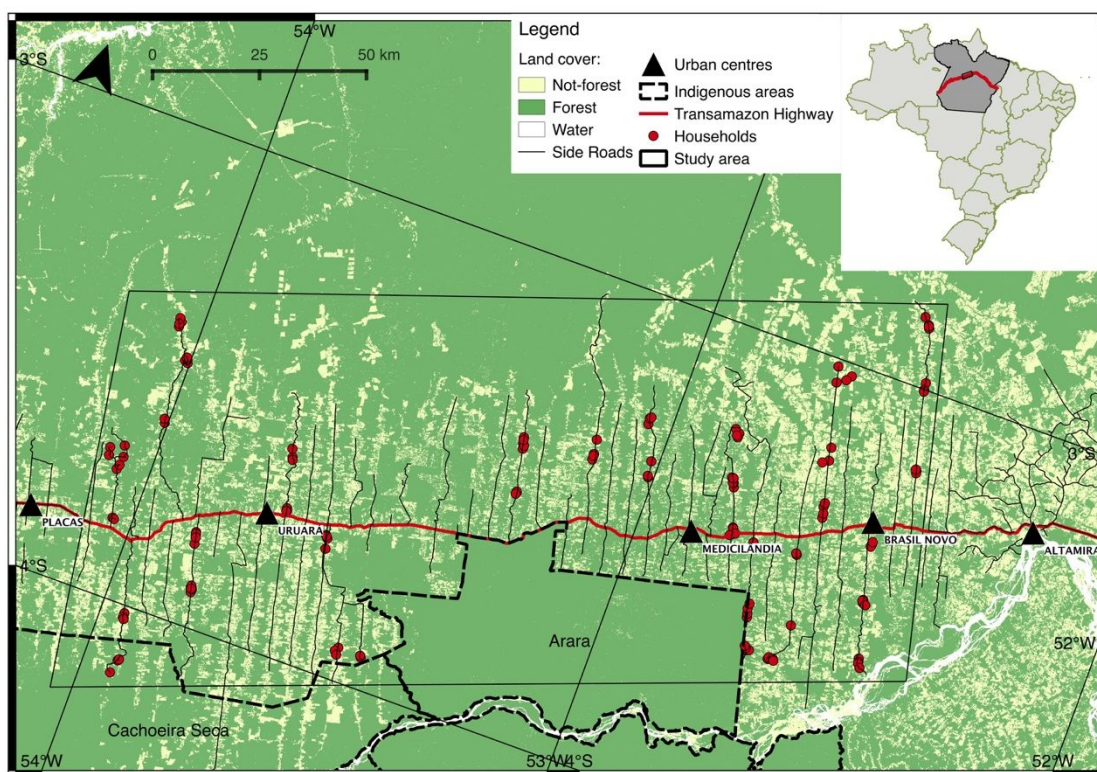 54°W
3°S
0 25 50 km
Legend
Land cover:
Not-forest
Forest
Water
Side Roads
Urban centres
Indigenous areas
Transamazon Highway
Households
Study area
3°S
PLACAS
URUARA
MEDICILANDIA
BRASIL NOVO
ALTAMIRA
4°S
Arara
52°W
Cachoeira Seca
54°W
53°W
4°S
52°W